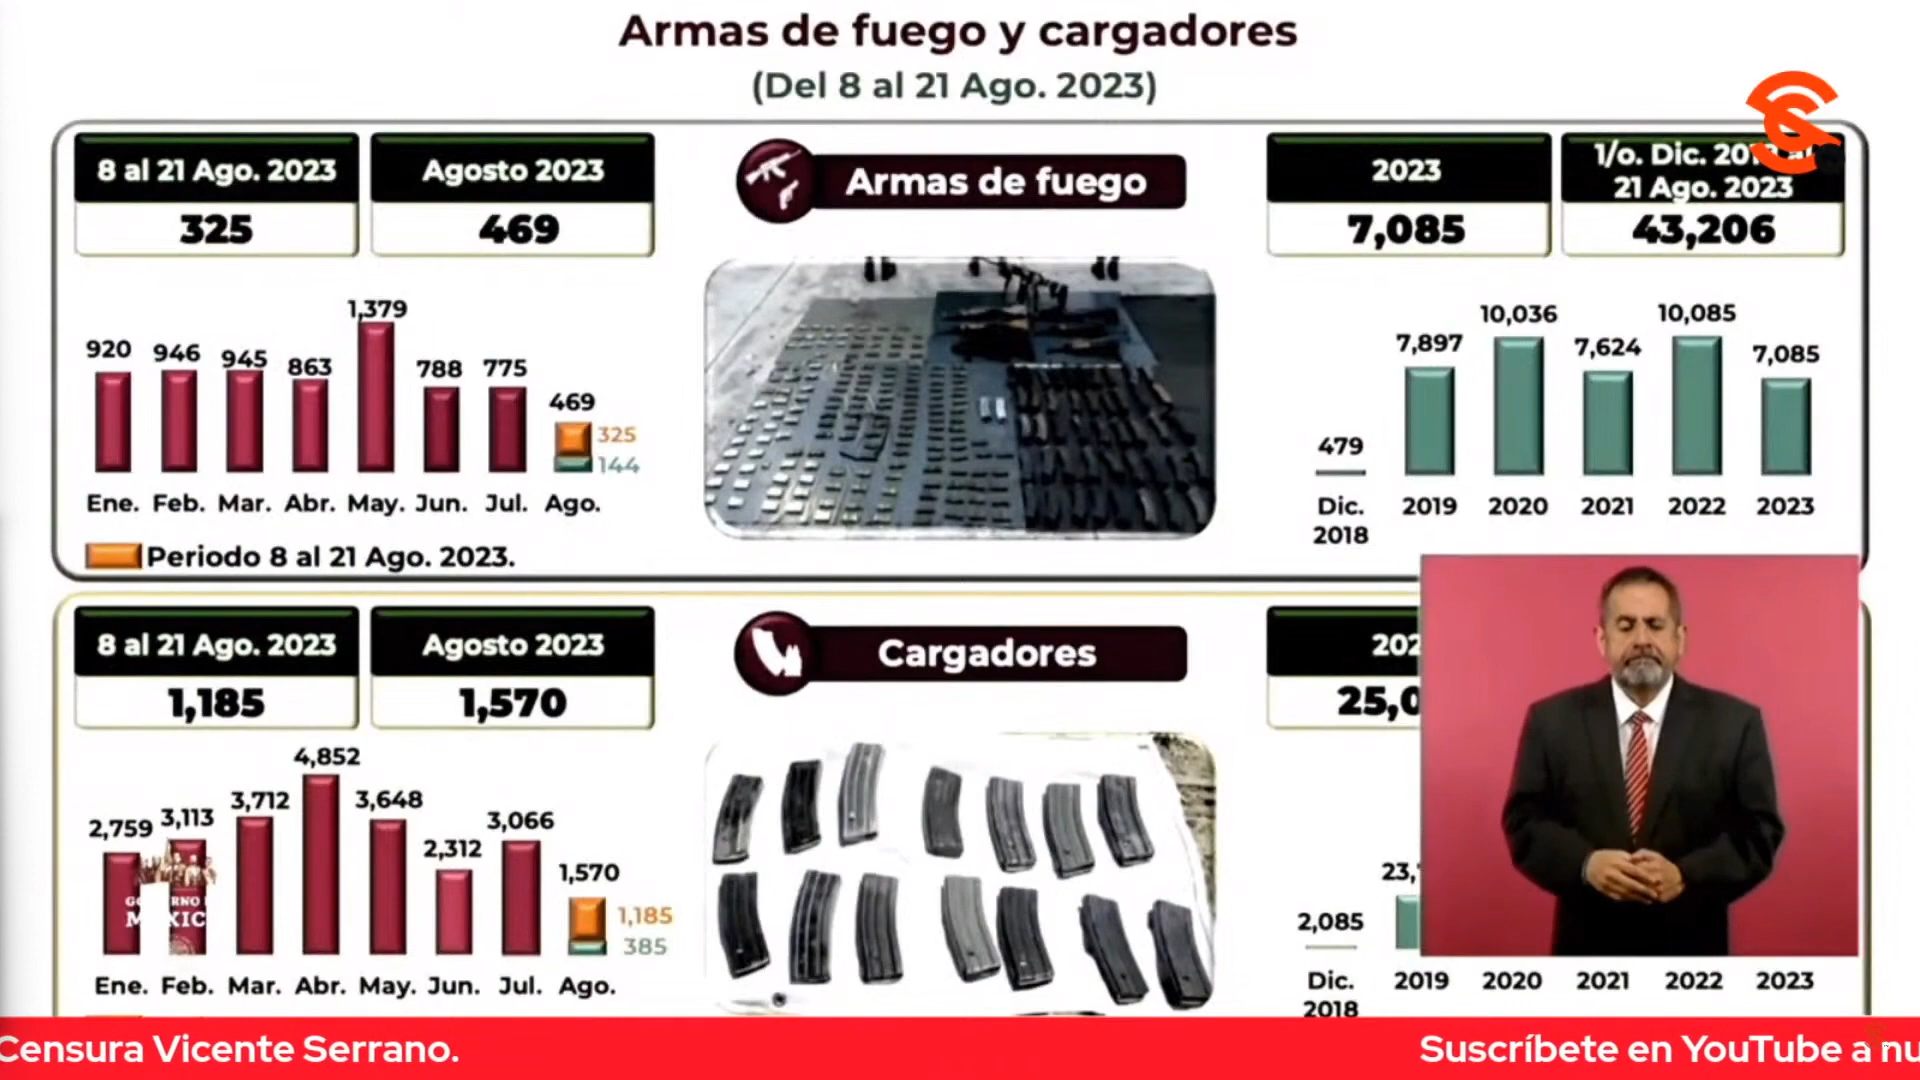 Armas de fuego y cargadores
(Del 8 al 21 Ago. 2023)
8 al 21 Ago. 2023
325
Agosto 2023
469
Armas de fuego
2023
7,085
1/o. Dic.
21 Ago. 2023
43,206
920 946 945 863 1,379 788 775 469
325
144
Ene. Feb. Mar. Abr. May. Jun. Jul. Ago.
Periodo 8 al 21 Ago. 2023.
479 7,897 10,036 7,624 10,085 7,085
Dic. 2019 2020 2021 2022 2023
2018
8 al 21 Ago. 2023
1,185
Agosto 2023
1,570
Cargadores
2,759 3,113 3,712 4,852 3,648 2,312 3,066 1,570
1,185
385
Ene. Feb. Mar. Abr. May. Jun. Jul. Ago.
2,085
Dic. 2019 2020 2021 2022 2023
2018
Censura Vicente Serrano.
Suscríbete en YouTube a nu